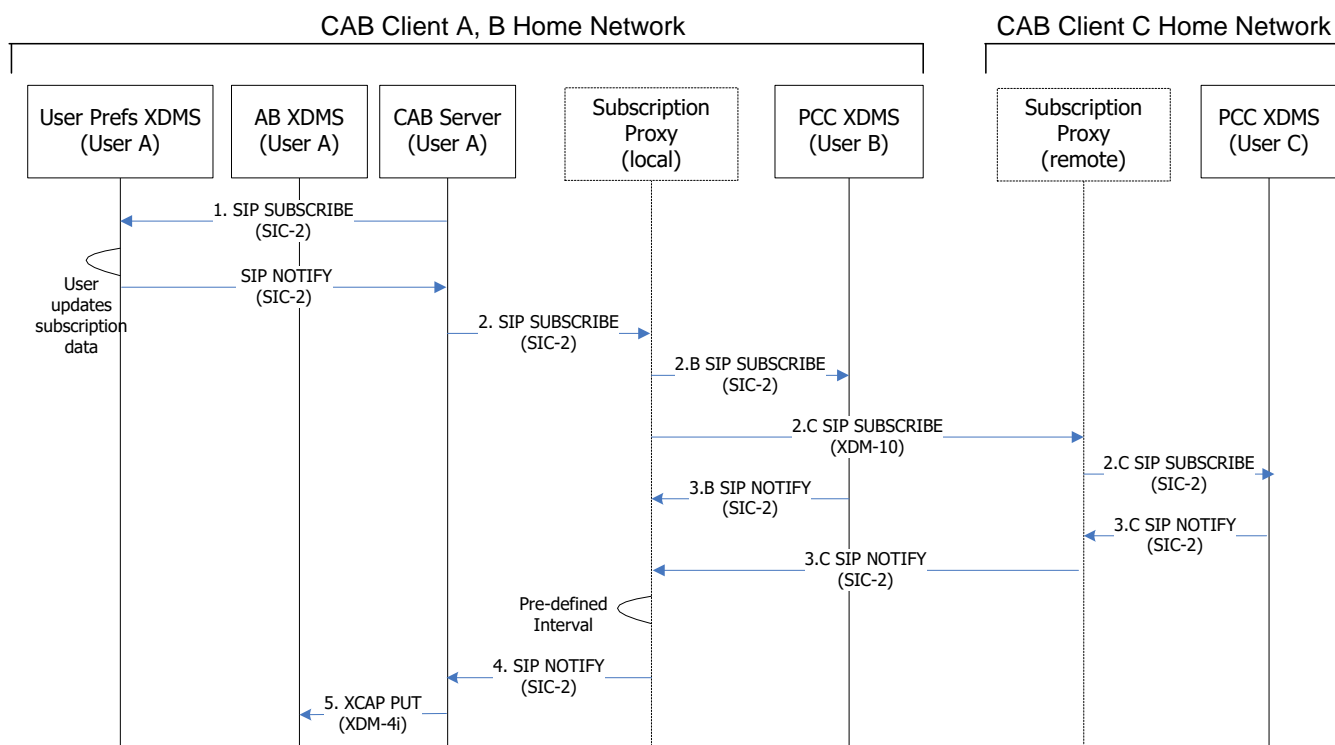 CAB Client A, B Home Network
CAB Client C Home Network
User Prefs XDMS
(User A)
AB XDMS
(User A)
CAB Server
(User A)
Subscription
Proxy
(local)
PCC XDMS
(User B)
Subscription
Proxy
(remote)
PCC XDMS
(User C)
1. SIP SUBSCRIBE
(SIC-2)
User
updates
subscription
data
SIP NOTIFY
(SIC-2)
2. SIP SUBSCRIBE
(SIC-2)
2.B SIP SUBSCRIBE
(SIC-2)
2.C SIP SUBSCRIBE
(XDM-10)
2.C SIP SUBSCRIBE
(SIC-2)
3.B SIP NOTIFY
(SIC-2)
3.C SIP NOTIFY
(SIC-2)
3.C SIP NOTIFY
(SIC-2)
Pre-defined
Interval
4. SIP NOTIFY
(SIC-2)
5. XCAP PUT
(XDM-4i)